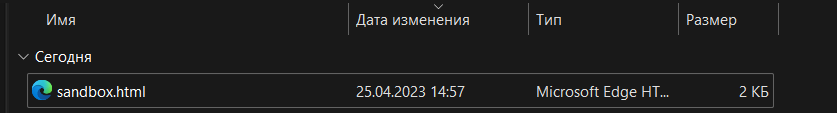 Имя Дата изменения Тип Размер
Сегодня
sandbox.html 25.04.2023 14:57 Microsoft Edge HT... 2 КБ